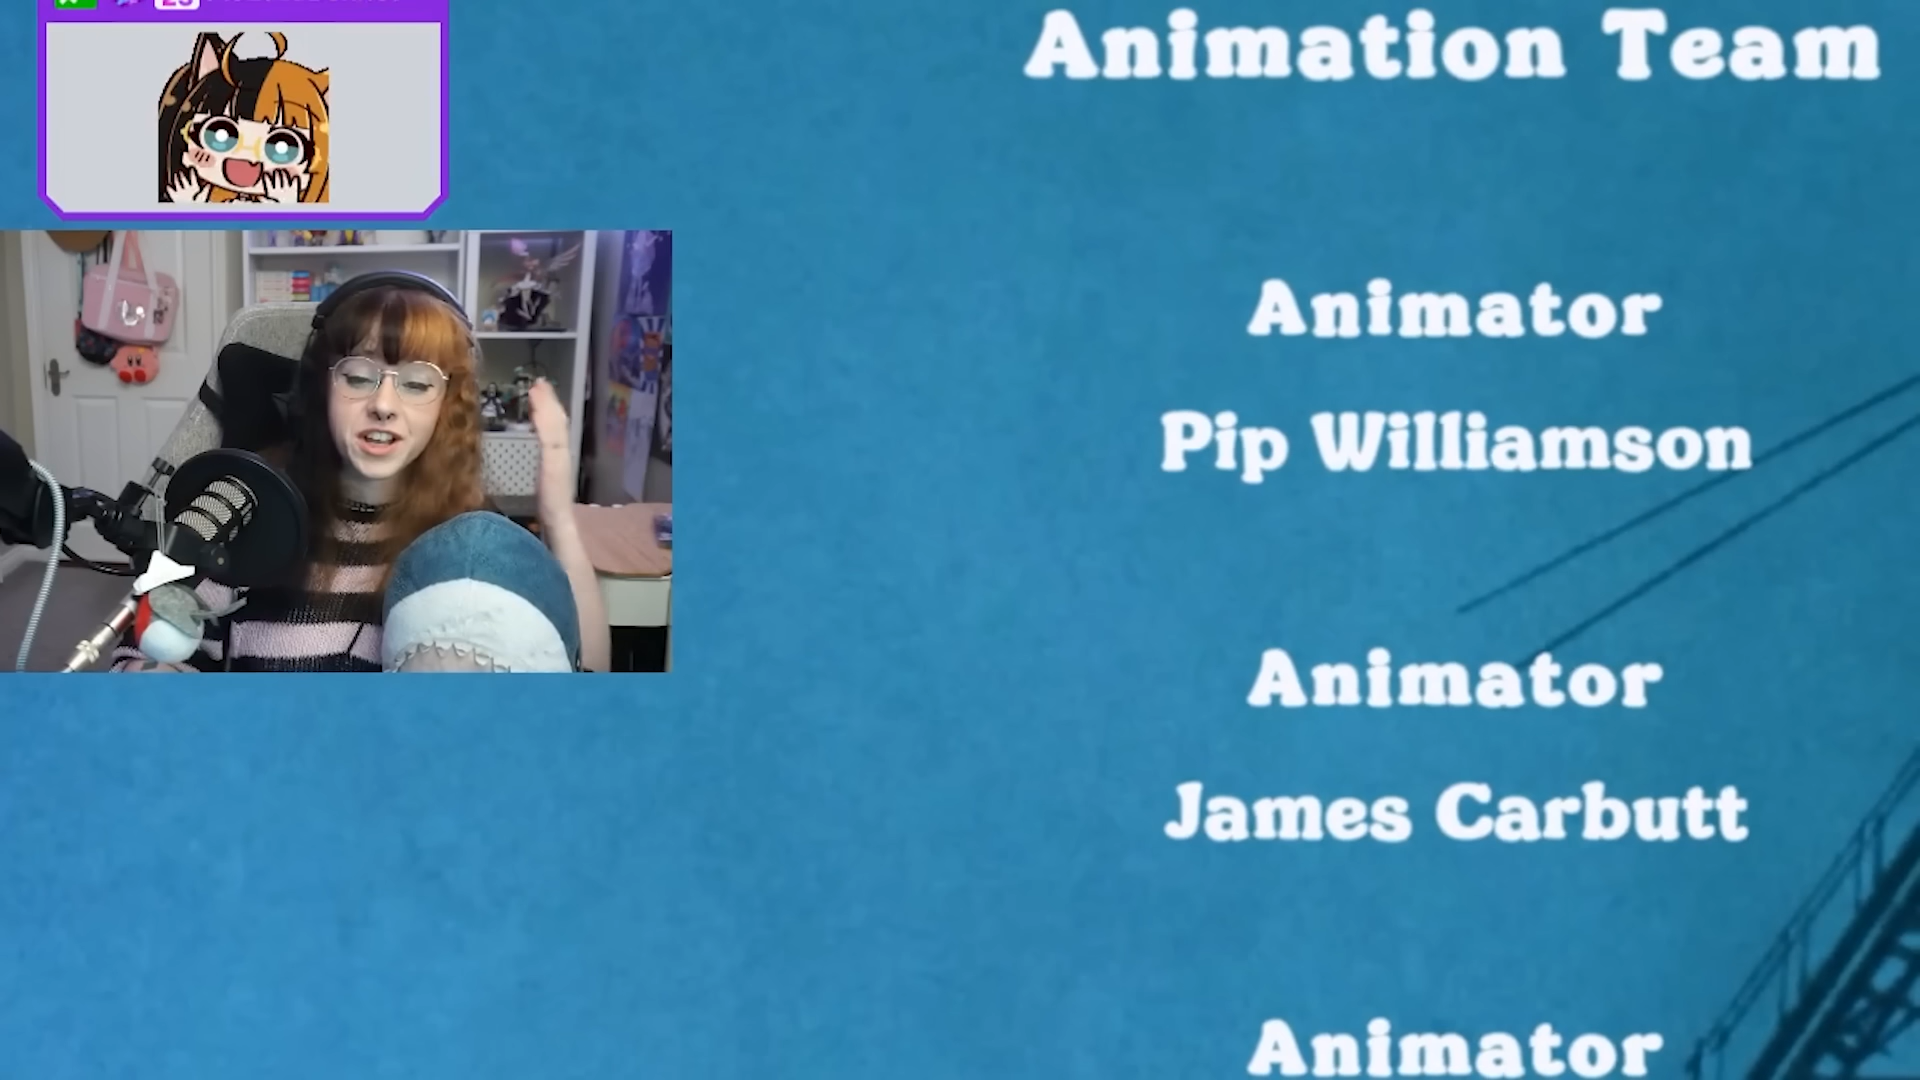 Animation Team
Animator
Pip Williamson
Animator
James Carbutt
Animator